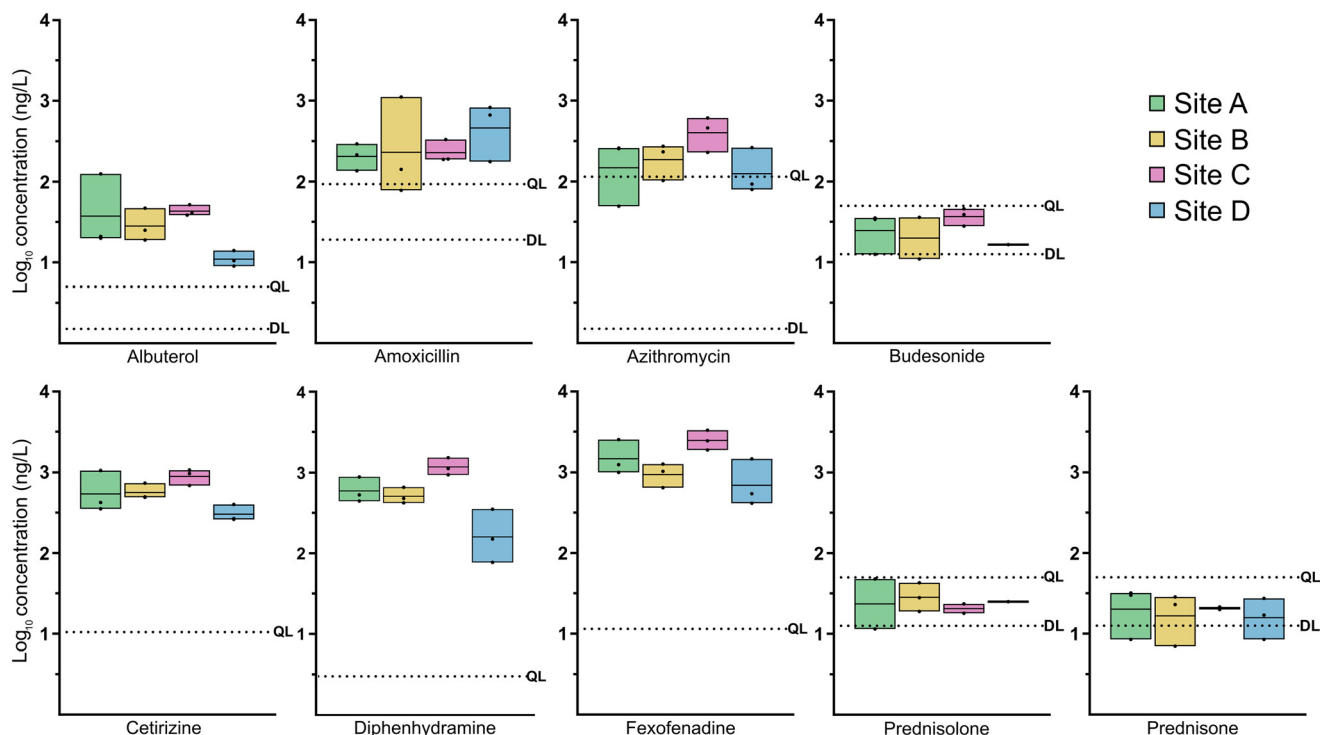 Log₁₀ concentration (ng/L)
4
3
2
1
QL
DL
Albuterol
4
3
2
1
QL
DL
Amoxicillin
4
3
2
1
QL
DL
Azithromycin
4
3
2
1
QL
DL
Budesonide
Site A
Site B
Site C
Site D
Log₁₀ concentration (ng/L)
4
3
2
1
QL
Cetirizine
4
3
2
1
QL
Diphenhydramine
4
3
2
1
QL
Fexofenadine
4
3
2
1
QL
DL
Prednisolone
4
3
2
1
QL
DL
Prednisone